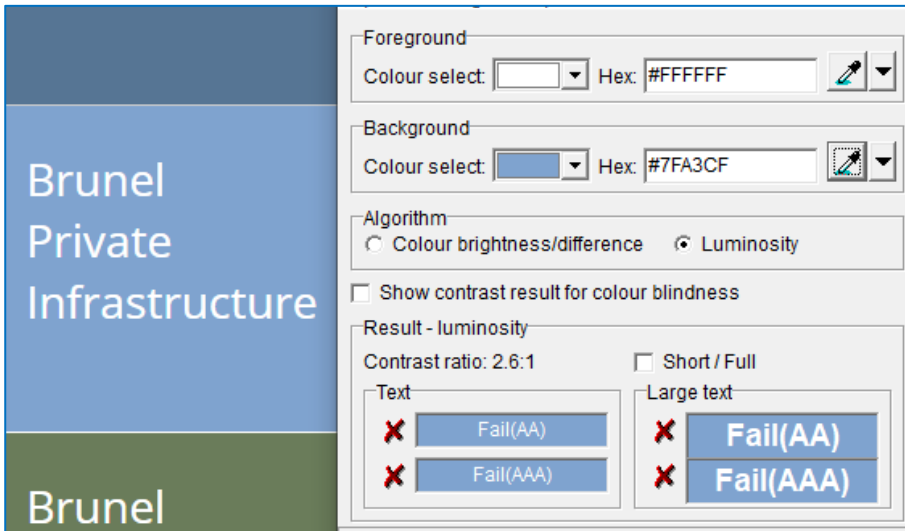 Brunel
Private
Infrastructure
Brunel
Foreground
Colour select: Hex: #FFFFFF
Background
Colour select: Hex: #7FA3CF
Algorithm
Colour brightness/difference Luminosity
Show contrast result for colour blindness
Result - luminosity
Contrast ratio: 2.6:1 Short / Full
Text
Fail(AA)
Fail(AAA)
Large text
Fail(AA)
Fail(AAA)